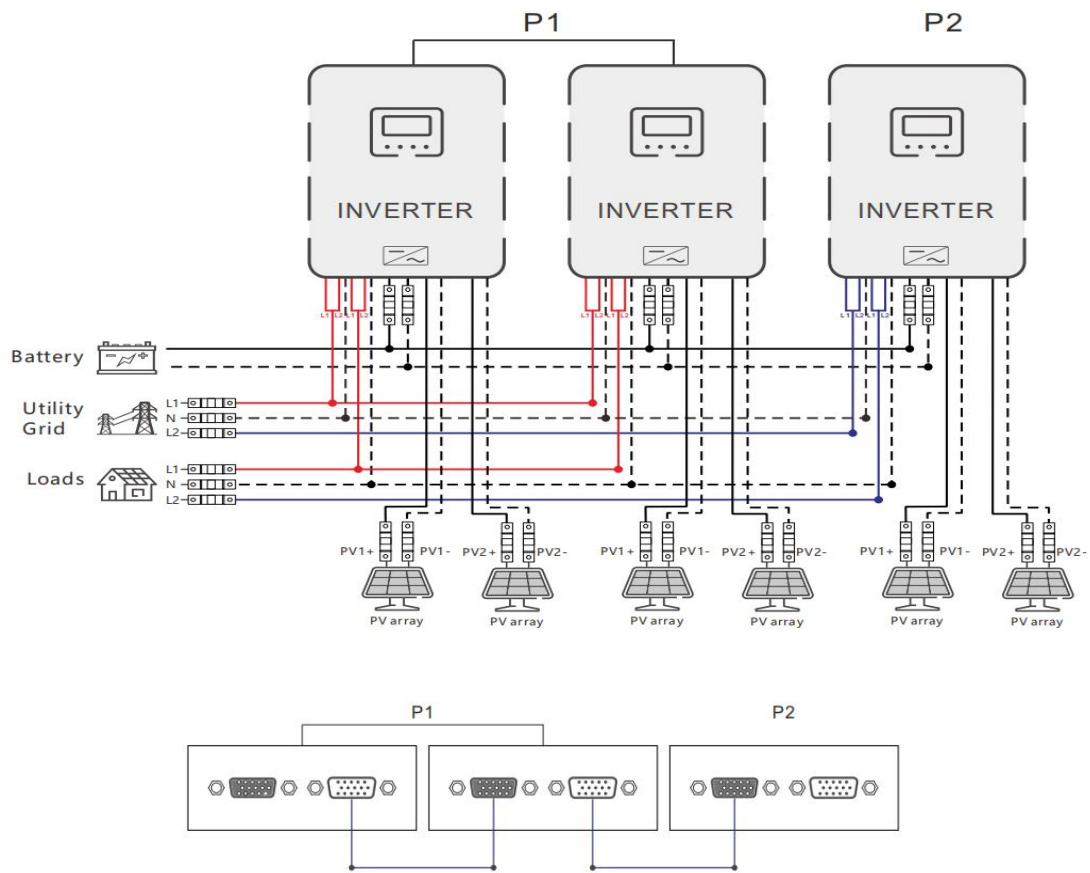 P1 P2
INVERTER INVERTER INVERTER
L1 L2 L1 L2 L1 L2 L1 L2 L1 L2 L1 L2
Battery
Utility
Grid
L1
N
L2
Loads
L1
N
L2
PV1+ PV1- PV2+ PV2- PV1+ PV1- PV2+ PV2- PV1+ PV1- PV2+ PV2-
PV array PV array PV array PV array PV array PV array
P1 P2